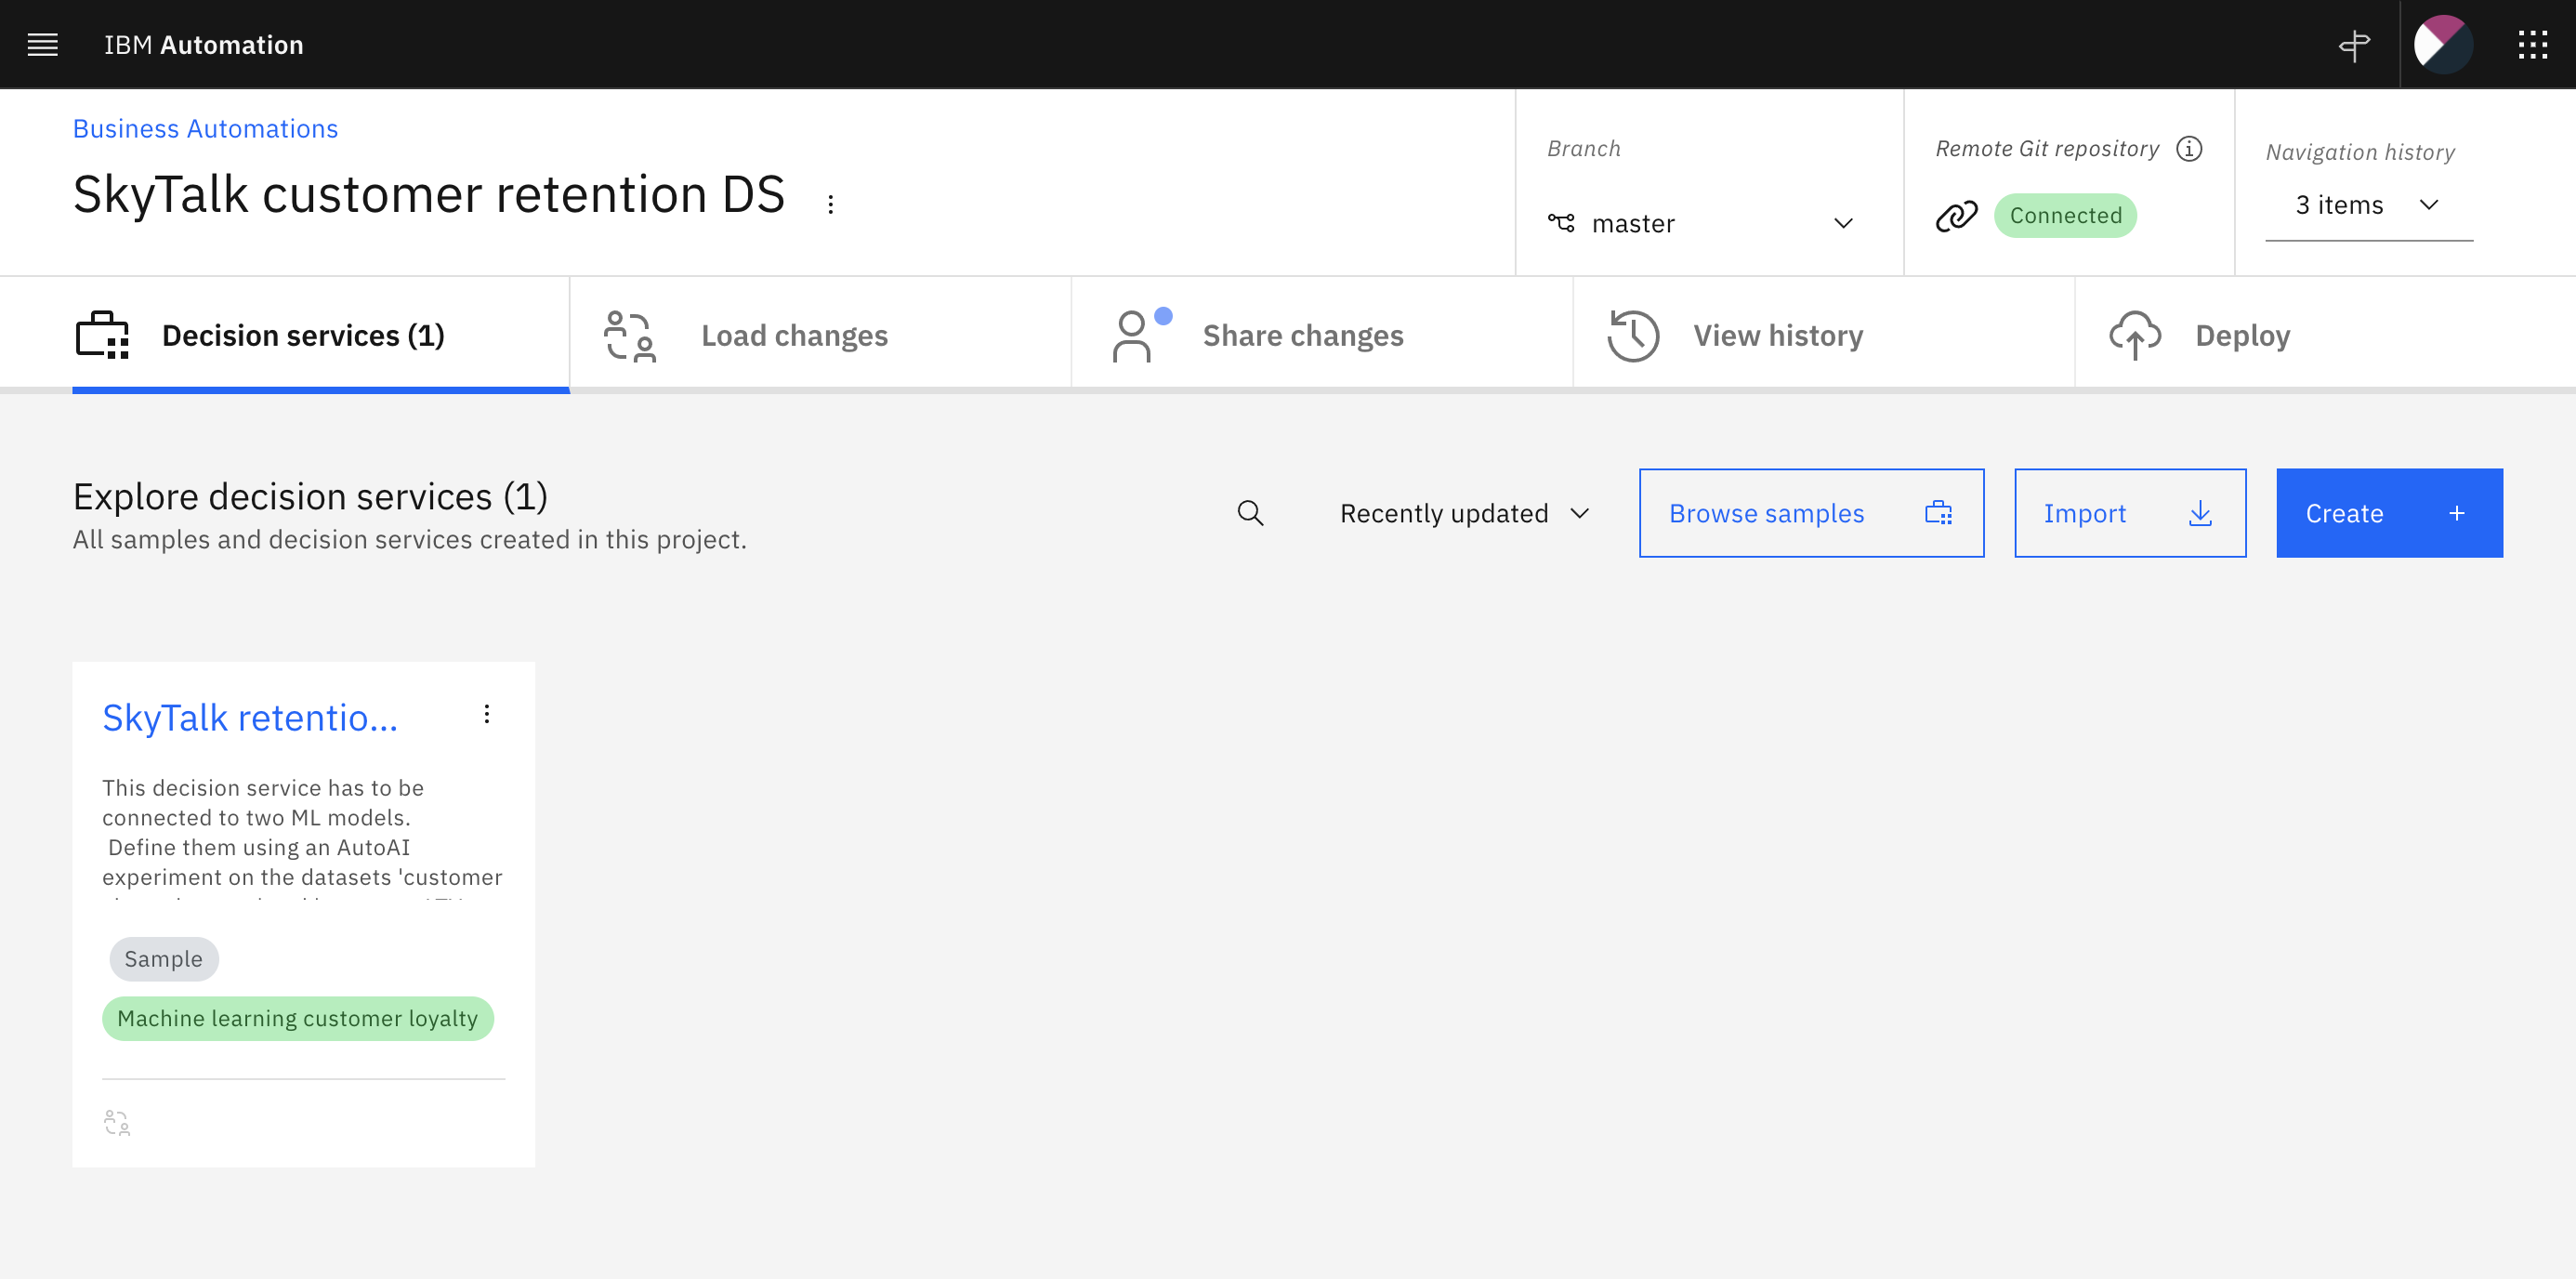 IBM Automation
Business Automations
SkyTalk customer retention DS
Branch
master
Remote Git repository
Connected
Navigation history
3 items
Decision services (1)
Load changes
Share changes
View history
Deploy
Explore decision services (1)
All samples and decision services created in this project.
Recently updated
Browse samples
Import
Create
SkyTalk retentio...
This decision service has to be
connected to two ML models.
Define them using an AutoAI
experiment on the datasets 'customer
Sample
Machine learning customer loyalty